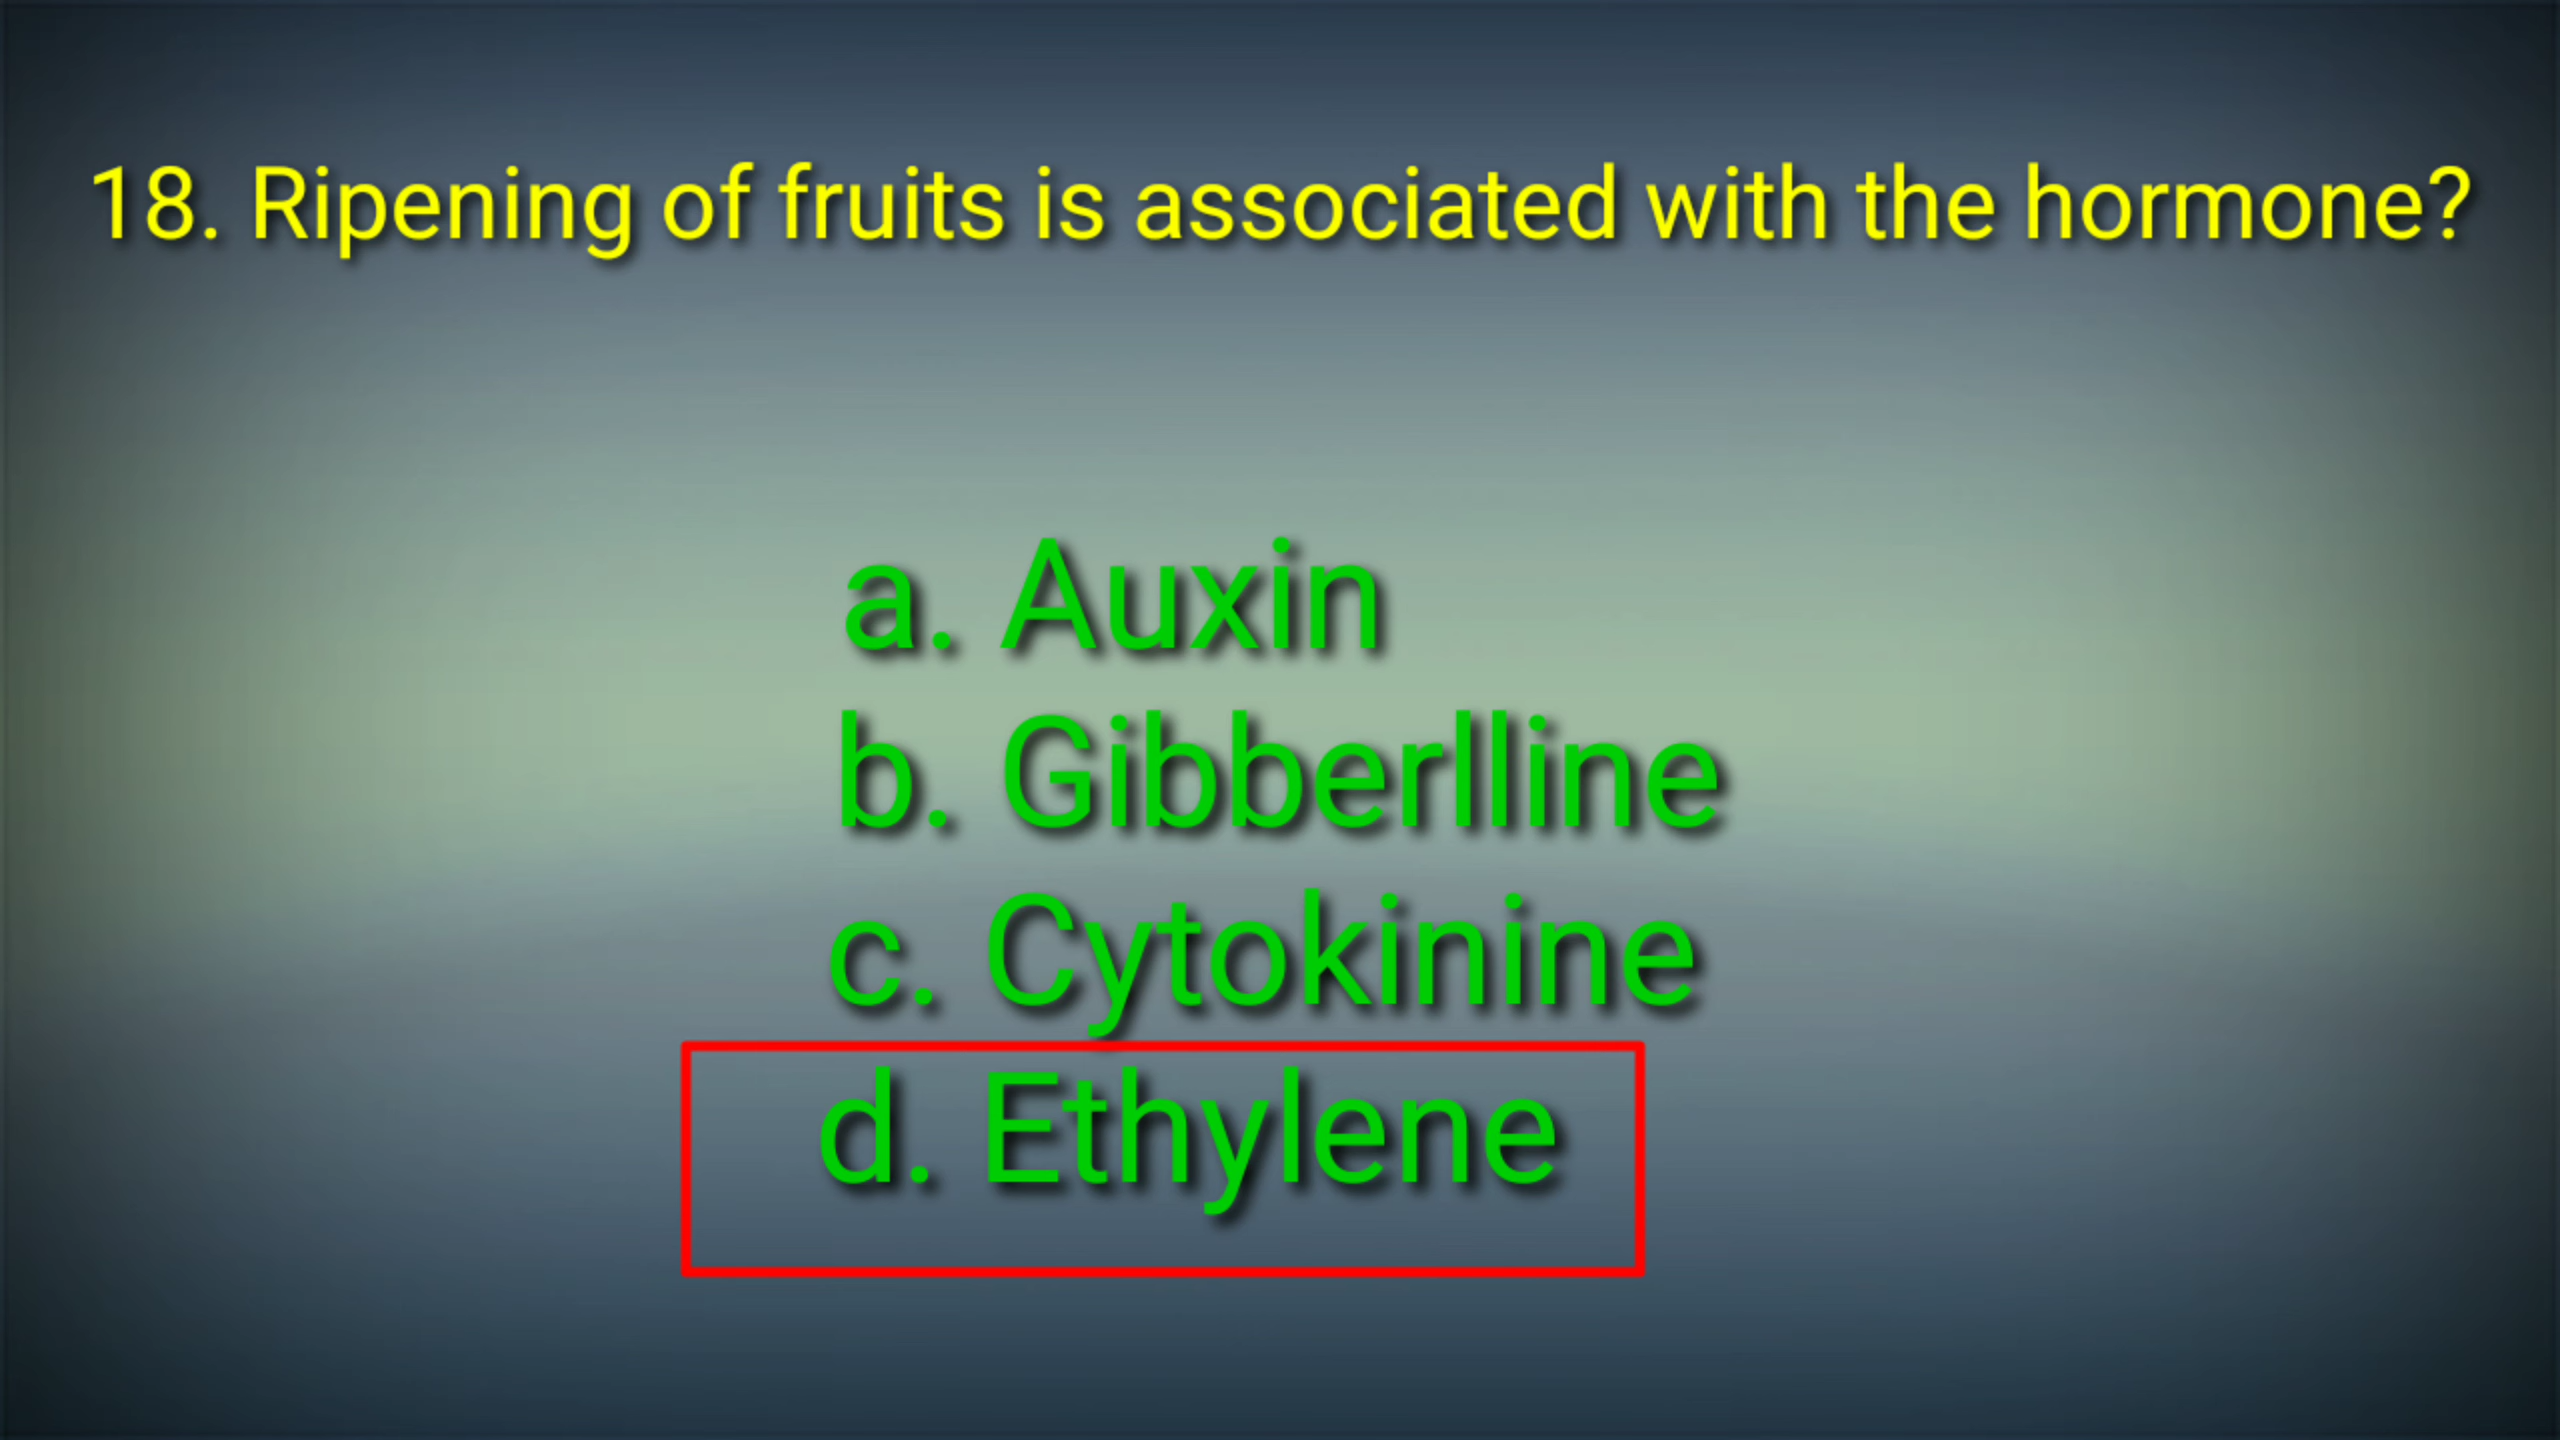 18. Ripening of fruits is associated with the hormone?
a. Auxin
b. Gibberlline
c. Cytokinine
d. Ethylene